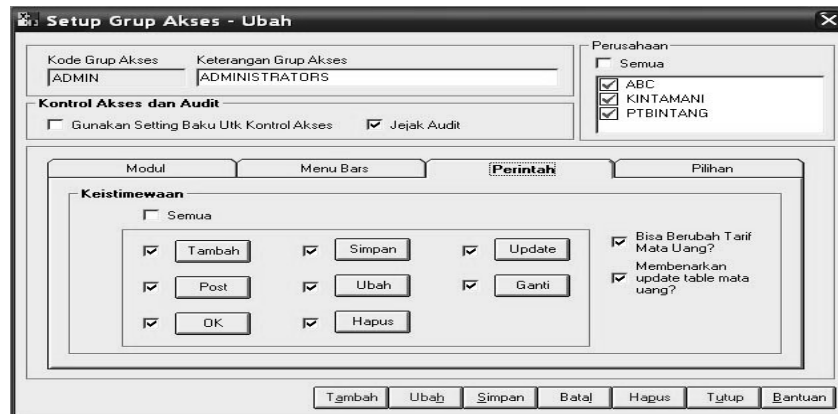 Setup Grup Akses - Ubah
Kode Grup Akses Keterangan Grup Akses
ADMIN ADMINISTRATORS
Perusahaan
Semua
ABC
KINTAMANI
PTBINTANG
Kontrol Akses dan Audit
Gunakan Setting Baku Utk Kontrol Akses Jejak Audit
Modul Menu Bars Perintah Pilihan
Keistimewaan
Semua
Tambah Simpan Update
Post Ubah Ganti
OK Hapus
Bisa Berubah Tarif
Mata Uang?
Membenarkan
update table mata
uang?
Tambah Ubah Simpan Batal Hapus Tutup Bantuan